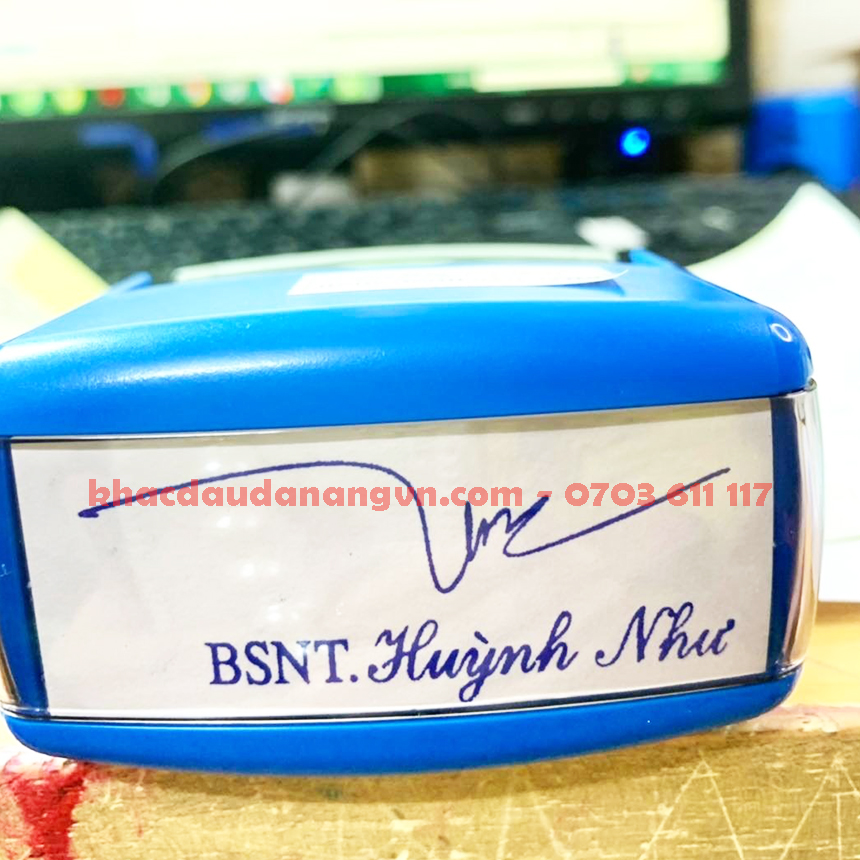 khacdaudanangvn.com - 0703 611 117
BSNT. Huỳnh Như